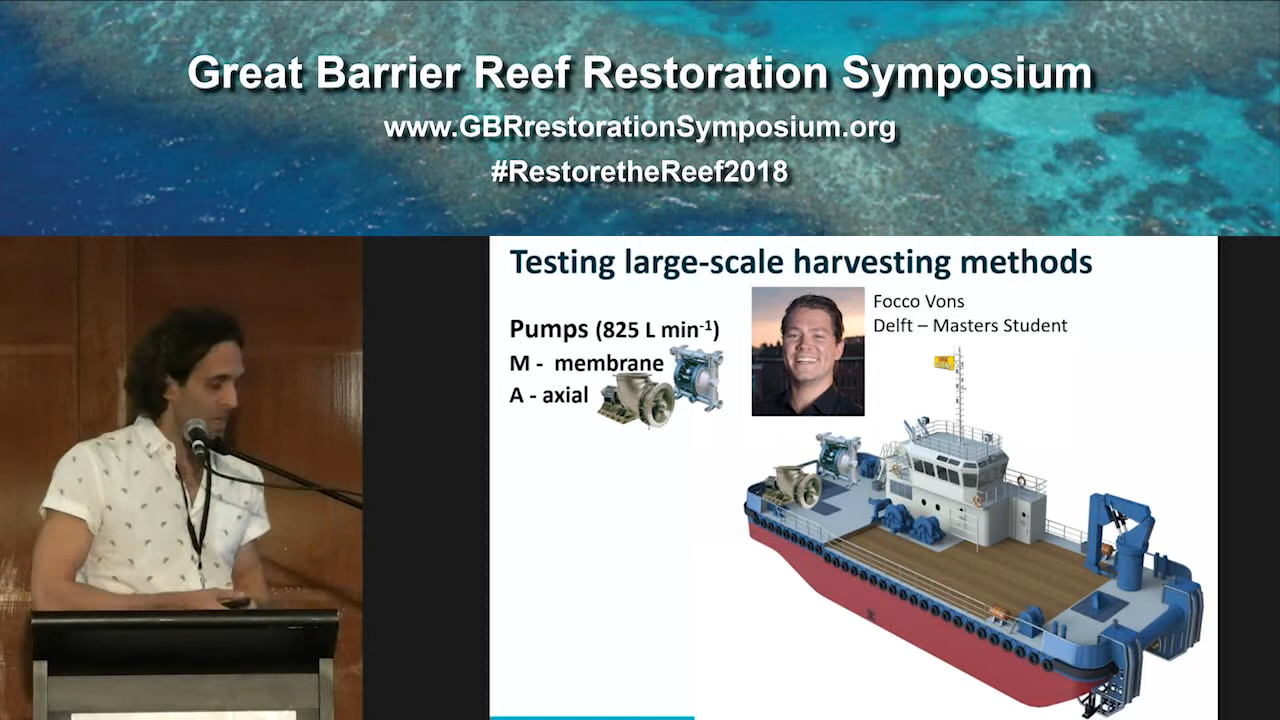 Great Barrier Reef Restoration Symposium
www.GBRrestorationSymposium.org
#RestoretheReef2018
Testing large-scale harvesting methods
Focco Vons
Delft – Masters Student
Pumps (825 L min⁻¹)
M - membrane
A - axial